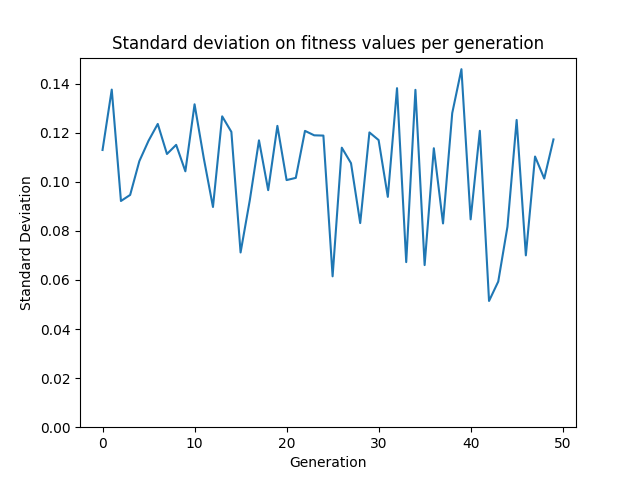 Standard deviation on fitness values per generation
0.14
0.12
0.10
0.08
0.06
0.04
0.02
0.00
Standard Deviation
0 10 20 30 40 50
Generation